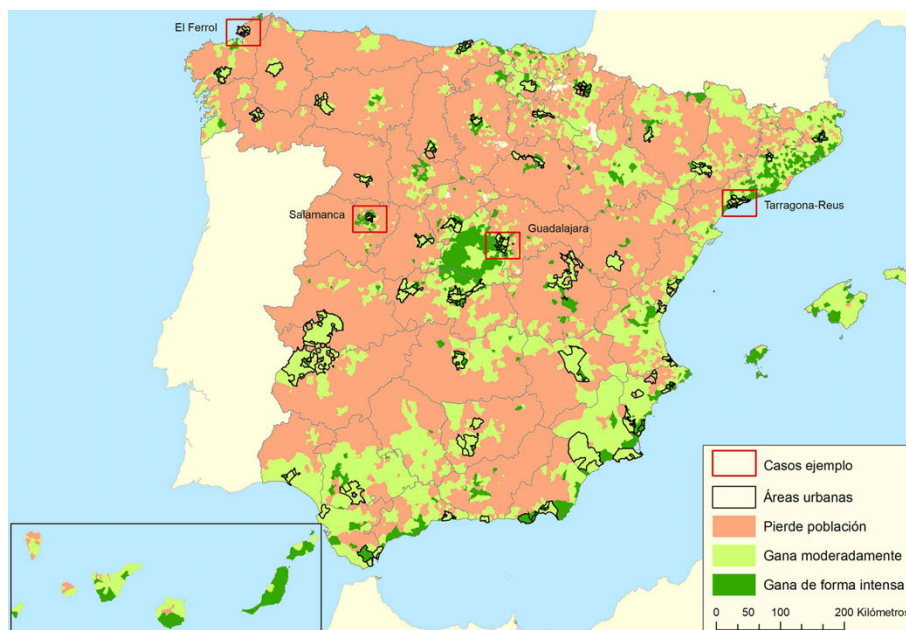 El Ferrol
Salamanca
Guadalajara
Tarragona-Reus
Casos ejemplo
Áreas urbanas
Pierde población
Gana moderadamente
Gana de forma intensa
0 50 100 200 Kilómetros